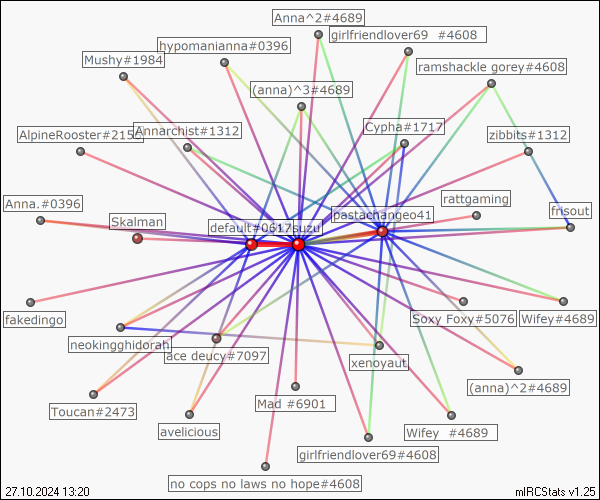 Anna^2#4689
girlfriendlover69 #4608
hypomanianna#0396
Mushy#1984
ramshackle gorey#4608
(anna)^3#4689
Cypha#1717
AlpineRooster#215
Annarchist#1312
zibbits#1312
rattgaming
Anna.#0396
pastachangeo41
frisout
Skalman
default#0617
suzu
fakedingo
Soxy Foxy#5076
Wifey#4689
neokingghidorah
ace deucy#7097
xenoyaut
(anna)^2#4689
Mad #6901
Toucan#2473
avelicious
Wifey #4689
girlfriendlover69#4608
no cops no laws no hope#4608
27.10.2024 13:20
mIRCStats v1.25